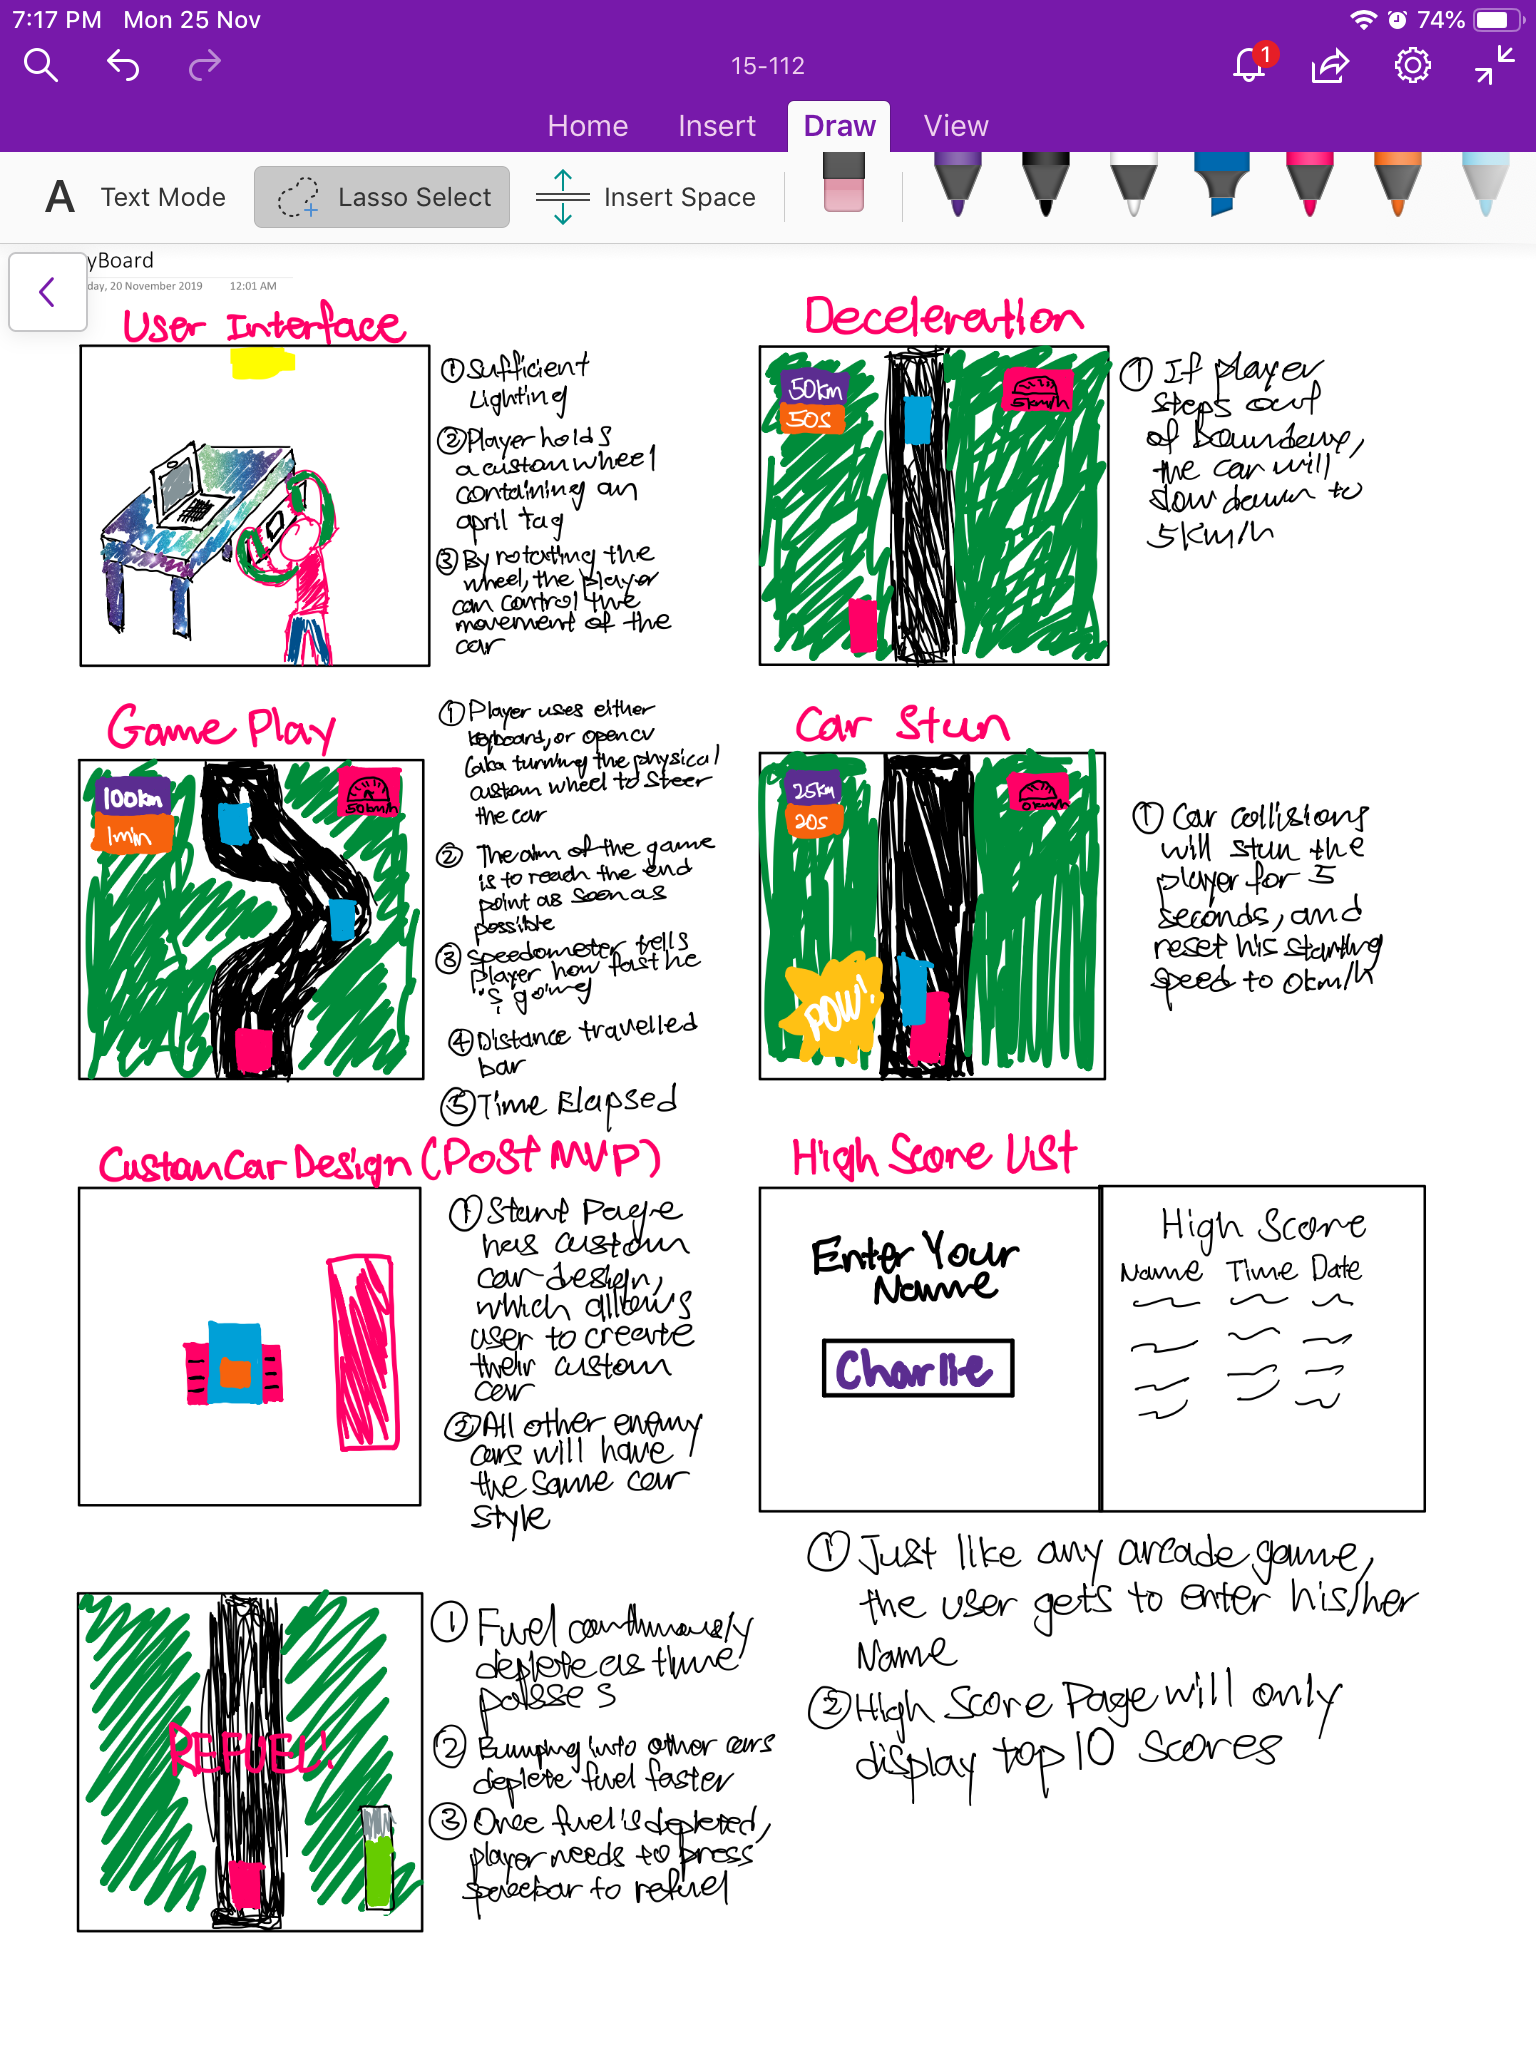 7:17 PM Mon 25 Nov
74%
15-112
1
Home Insert Draw View
A Text Mode Lasso Select Insert Space
yBoard
day, 20 November 2019 12:01 AM
User Interface
① Sufficient
Lighting
② Player holds
a custom wheel
containing an
april tag
③ By rotating the
wheel, the player
can control the
movement of the
car
Deceleration
50km
50s
5km/h
① If player
steps out
of boundary,
the car will
slow down to
5km/h
Game Play
100km
1min
50km/h
① Player uses either
keyboard, or opencv
(aka turning the physical
custom wheel to steer
the car
② The aim of the game
is to reach the end
point as soon as
possible
③ Speedometer tells
player how fast he
is going
④ Distance travelled
bar
⑤ Time Elapsed
Car Stun
25km
20s
0km/h
POW!
① Car collisions
will stun the
player for 5
seconds, and
reset his starting
speed to 0km/h
Custom Car Design (Post MVP)
① Start Page
has custom
car design,
which allows
user to create
their custom
car
② All other enemy
cars will have
the same car
style
High Score List
Enter Your
Name
Charlie
High Score
Name Time Date
① Just like any arcade game,
the user gets to enter his/her
Name
② High Score Page will only
display top 10 scores
REFUEL!
① Fuel continuously
deplete as time
passes
② Bumping into other cars
deplete fuel faster
③ Once fuel is depleted,
player needs to press
spacebar to refuel